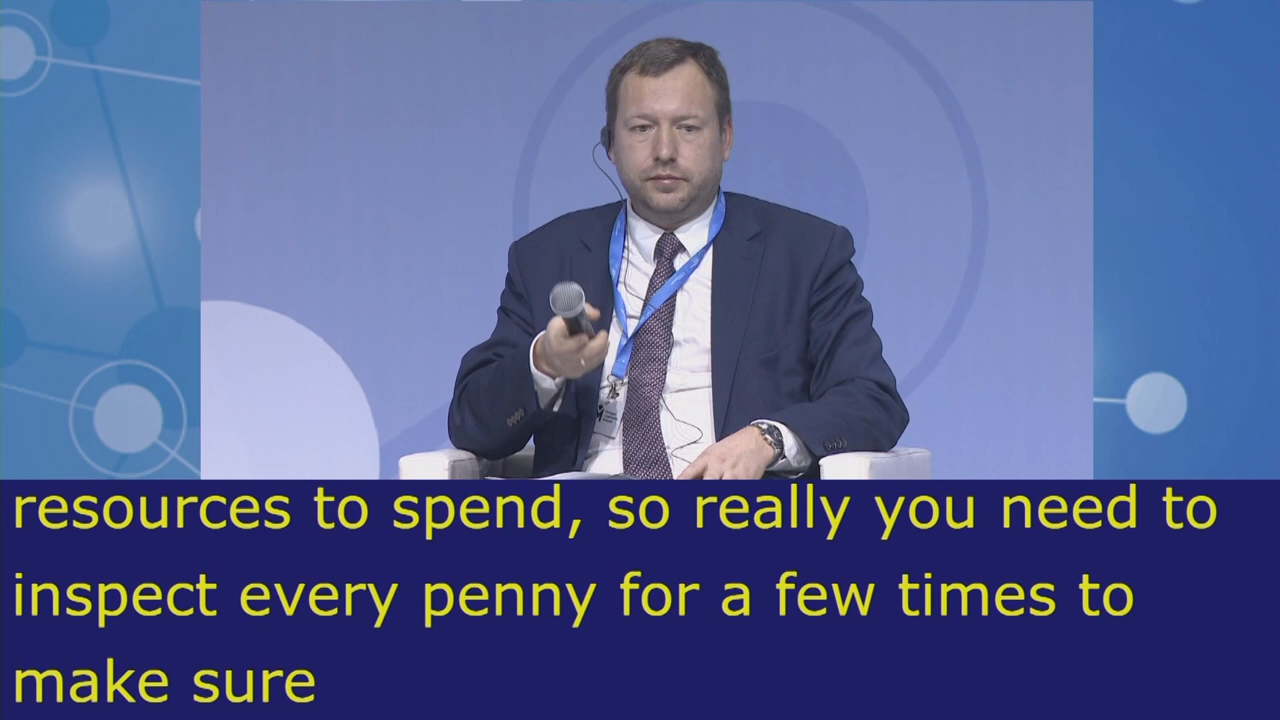 resources to spend, so really you need to
inspect every penny for a few times to
make sure